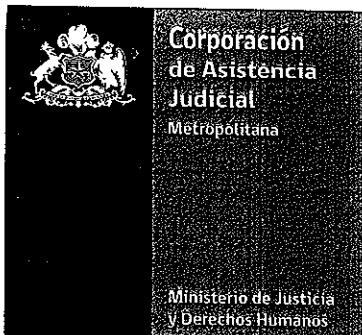 Corporación
de Asistencia
Judicial
Metropolitana
Ministerio de Justicia
y Derechos Humanos